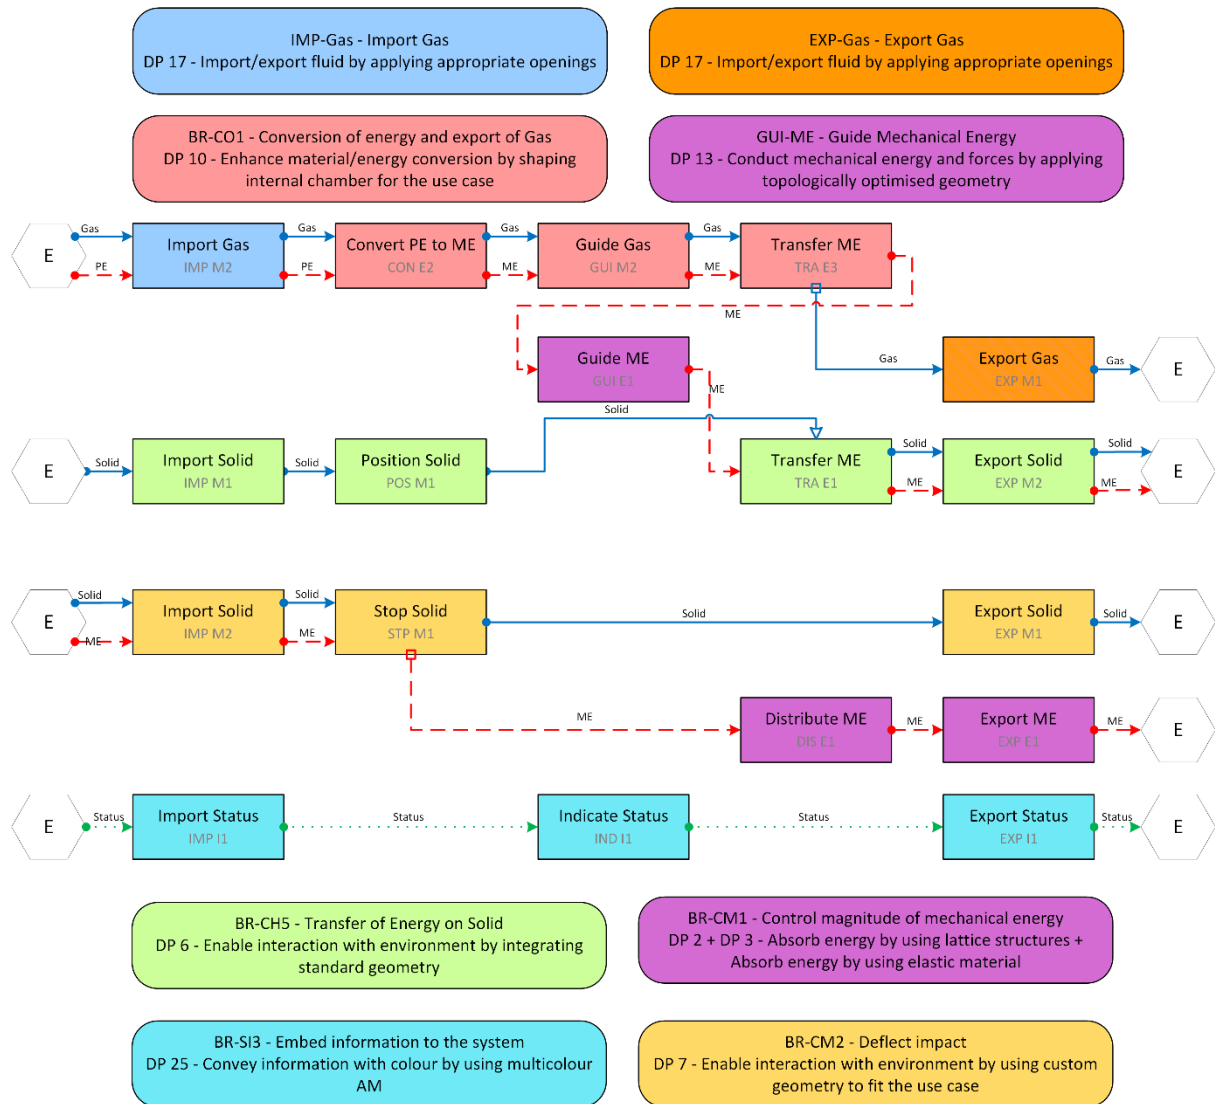 IMP-Gas - Import Gas
DP 17 - Import/export fluid by applying appropriate openings
EXP-Gas - Export Gas
DP 17 - Import/export fluid by applying appropriate openings
BR-CO1 - Conversion of energy and export of Gas
DP 10 - Enhance material/energy conversion by shaping
internal chamber for the use case
GUI-ME - Guide Mechanical Energy
DP 13 - Conduct mechanical energy and forces by applying
topologically optimised geometry
E
Gas
PE
Import Gas
IMP M2
Gas
PE
Convert PE to ME
CON E2
Gas
ME
Guide Gas
GUI M2
Gas
ME
Transfer ME
TRA E3
ME
Guide ME
GUI E1
ME
Gas
Export Gas
EXP M1
Gas
E
E
Solid
Import Solid
IMP M1
Solid
Position Solid
POS M1
Solid
Transfer ME
TRA E1
Solid
ME
Export Solid
EXP M2
Solid
ME
E
E
Solid
ME
Import Solid
IMP M2
Solid
ME
Stop Solid
STP M1
Solid
Export Solid
EXP M1
Solid
E
ME
Distribute ME
DIS E1
ME
Export ME
EXP E1
ME
E
E
Status
Import Status
IMP I1
Status
Indicate Status
IND I1
Status
Export Status
EXP I1
Status
E
BR-CH5 - Transfer of Energy on Solid
DP 6 - Enable interaction with environment by integrating
standard geometry
BR-CM1 - Control magnitude of mechanical energy
DP 2 + DP 3 - Absorb energy by using lattice structures +
Absorb energy by using elastic material
BR-SI3 - Embed information to the system
DP 25 - Convey information with colour by using multicolour
AM
BR-CM2 - Deflect impact
DP 7 - Enable interaction with environment by using custom
geometry to fit the use case